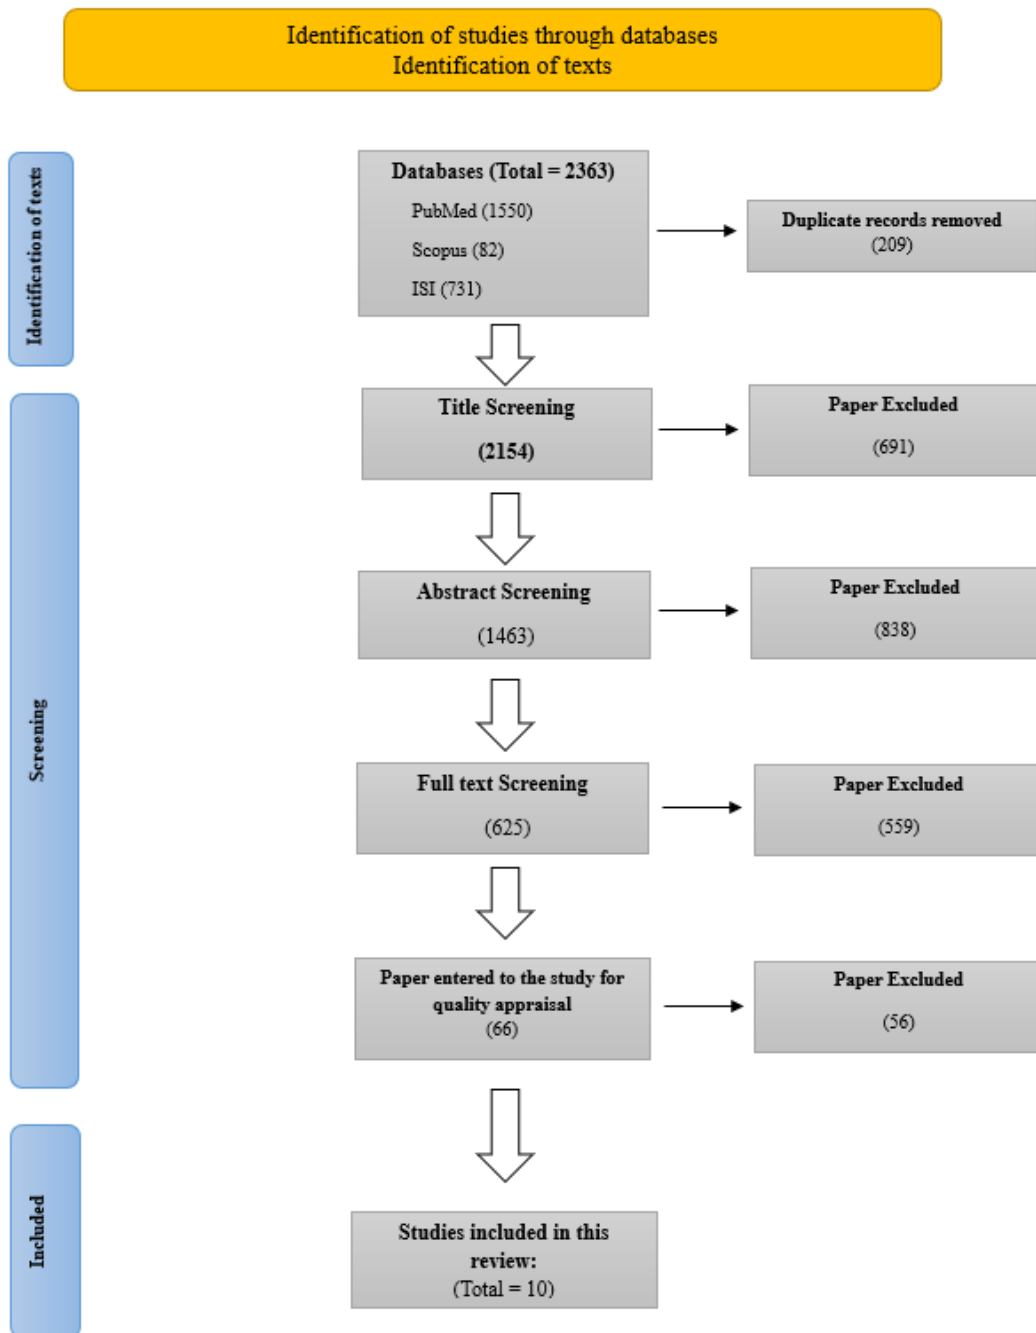 Identification of studies through databases
Identification of texts
Identification of texts
Databases (Total = 2363)
PubMed (1550)
Scopus (82)
ISI (731)
Duplicate records removed
(209)
Screening
Title Screening
(2154)
Paper Excluded
(691)
Abstract Screening
(1463)
Paper Excluded
(838)
Full text Screening
(625)
Paper Excluded
(559)
Paper entered to the study for
quality appraisal
(66)
Paper Excluded
(56)
Included
Studies included in this
review:
(Total = 10)